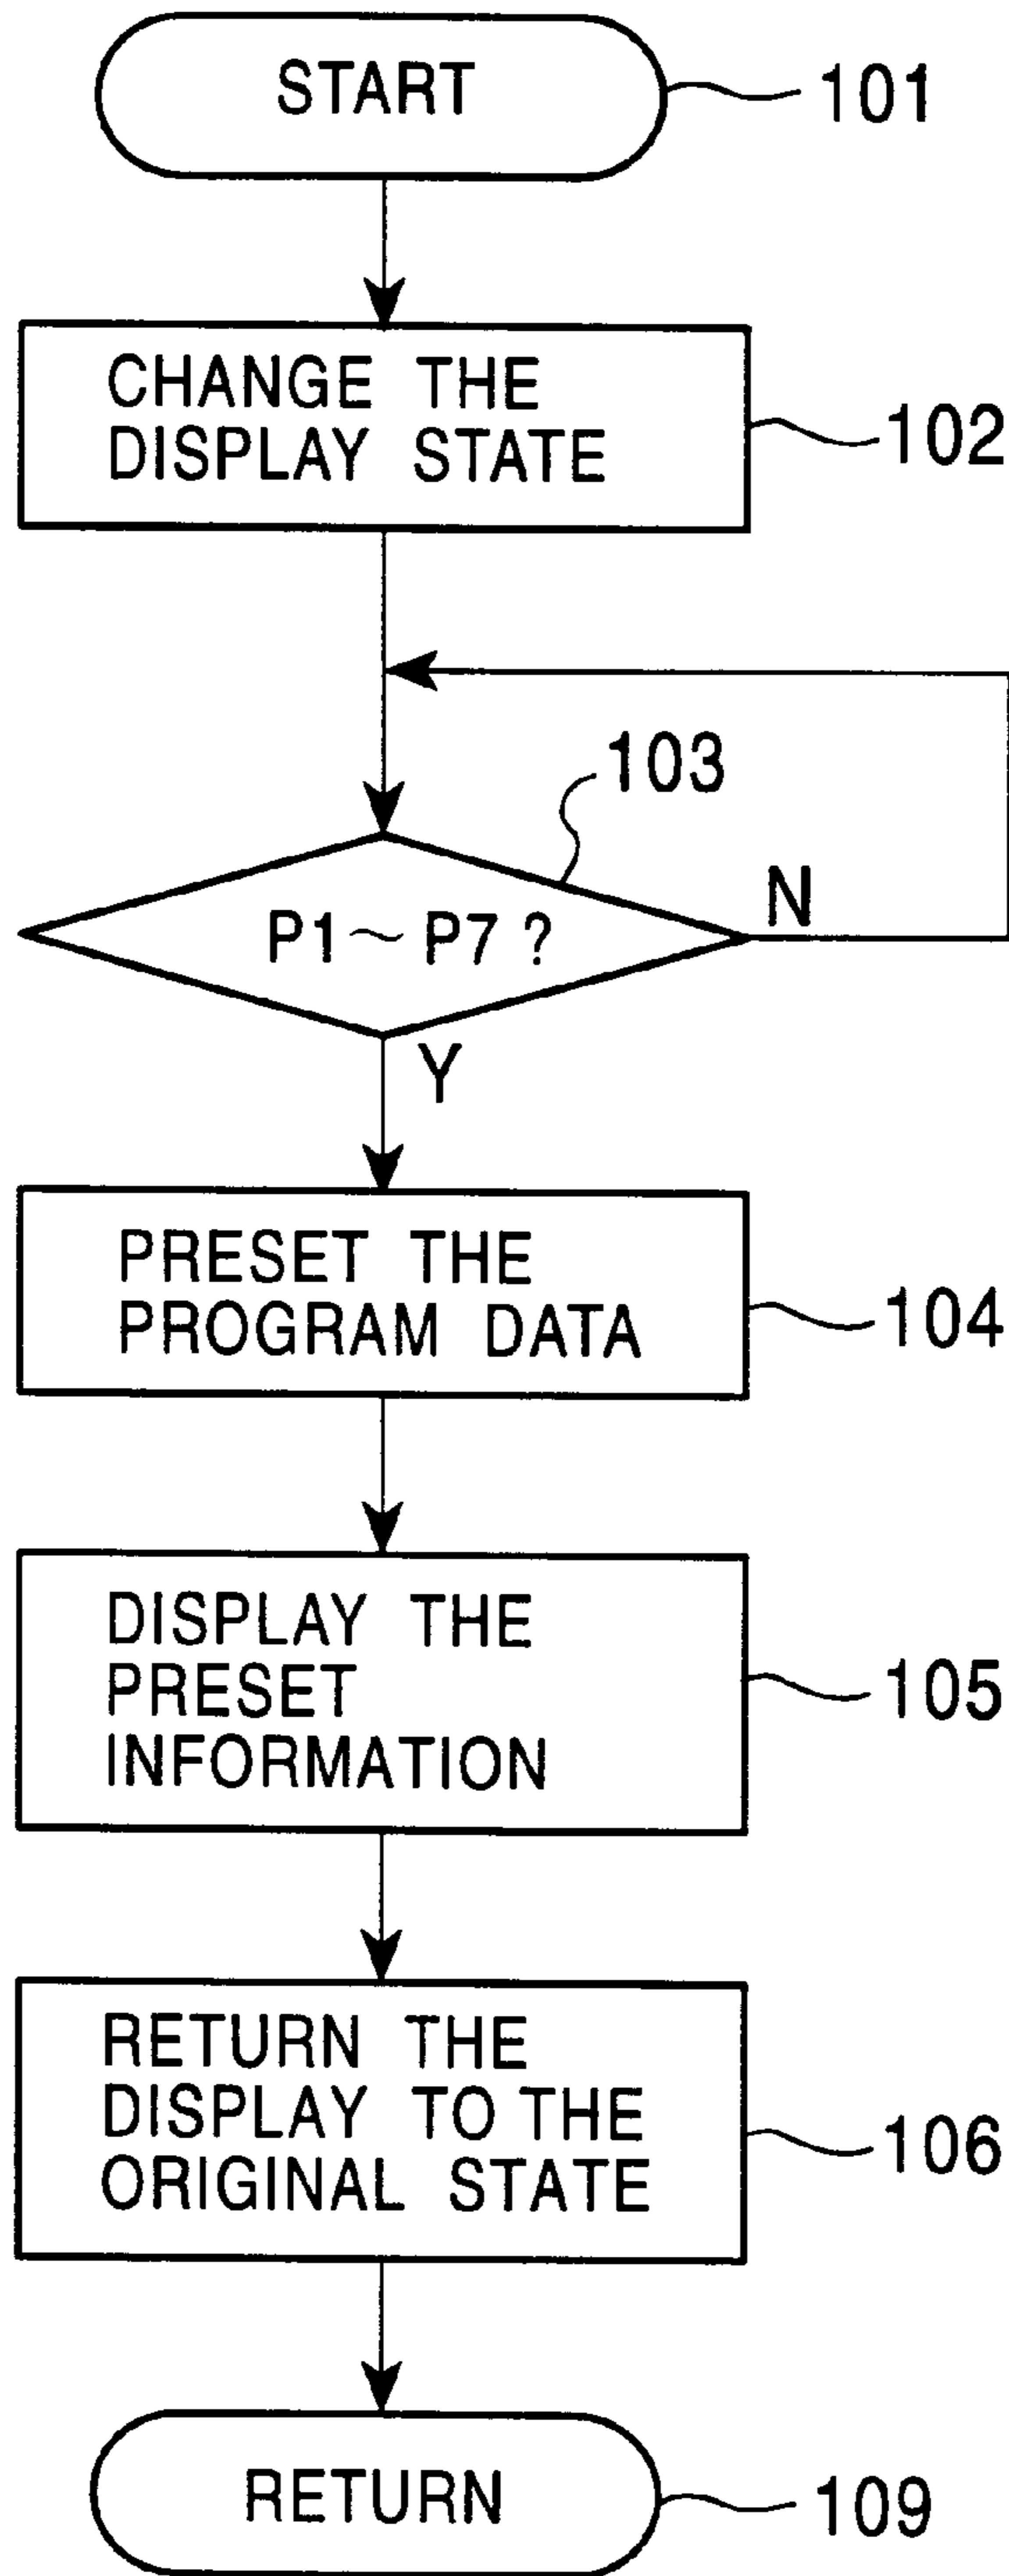 START
101
CHANGE THE
DISPLAY STATE
102
103
P1~P7?
N
Y
PRESET THE
PROGRAM DATA
104
DISPLAY THE
PRESET
INFORMATION
105
RETURN THE
DISPLAY TO THE
ORIGINAL STATE
106
RETURN
109